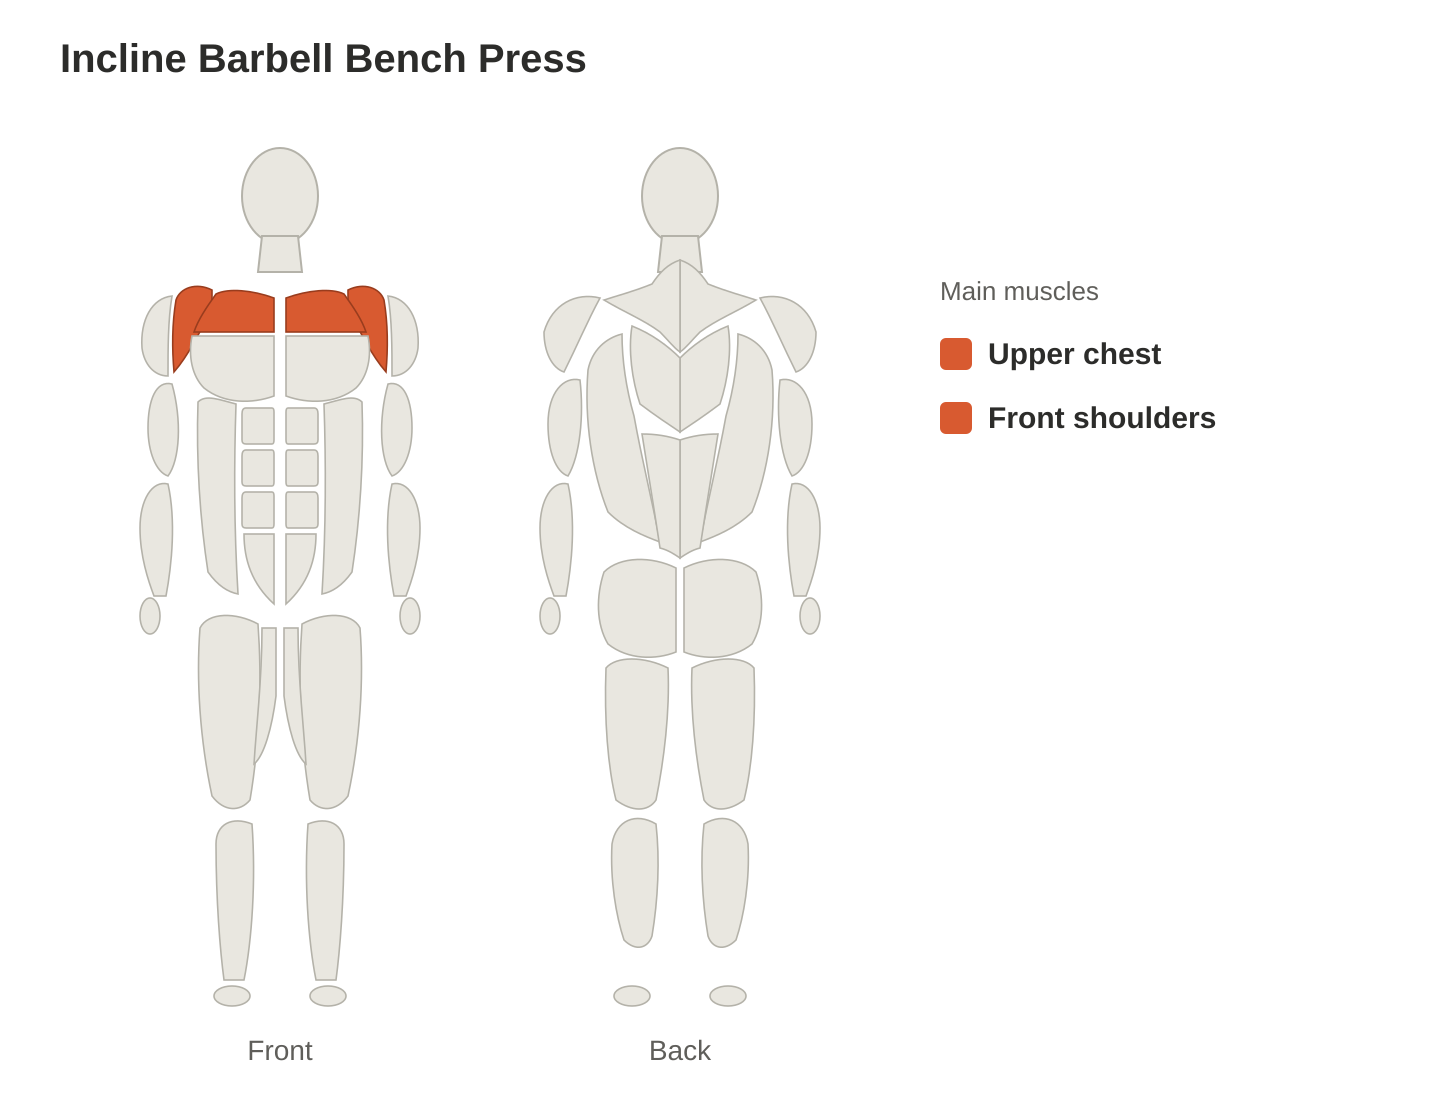 Incline Barbell Bench Press
Main muscles
Upper chest
Front shoulders
Front
Back